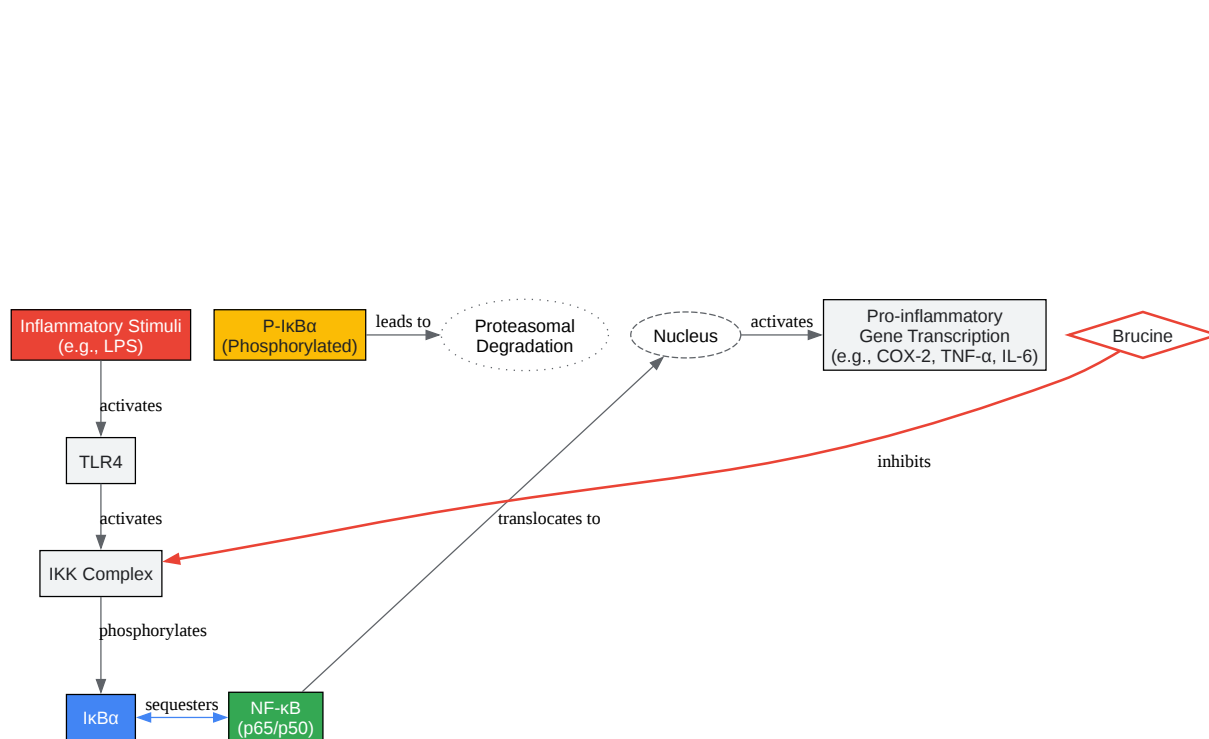 Inflammatory Stimuli
(e.g., LPS)
P-IκBα
(Phosphorylated)
leads to
Proteasomal
Degradation
Nucleus
activates
Pro-inflammatory
Gene Transcription
(e.g., COX-2, TNF-α, IL-6)
Brucine
activates
TLR4
inhibits
activates
translocates to
IKK Complex
phosphorylates
IκBα
sequesters
NF-κB
(p65/p50)